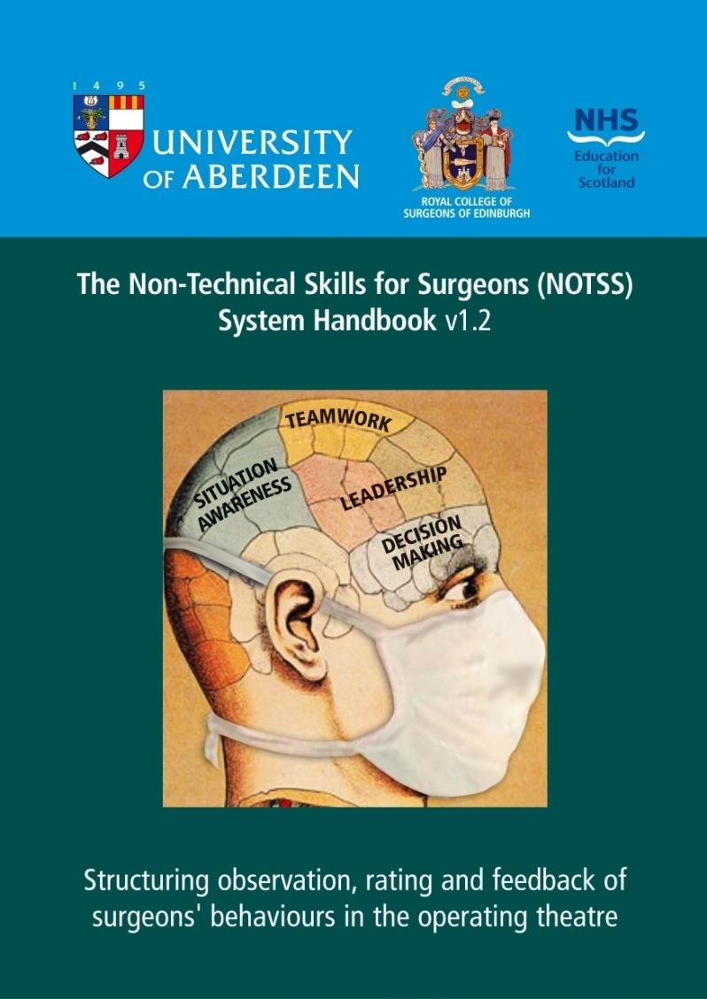 1 4 9 5
UNIVERSITY
OF ABERDEEN
ROYAL COLLEGE OF
SURGEONS OF EDINBURGH
NHS
Education
for
Scotland
The Non-Technical Skills for Surgeons (NOTSS)
System Handbook v1.2
TEAMWORK
SITUATION
AWARENESS
LEADERSHIP
DECISION
MAKING
Structuring observation, rating and feedback of
surgeons' behaviours in the operating theatre